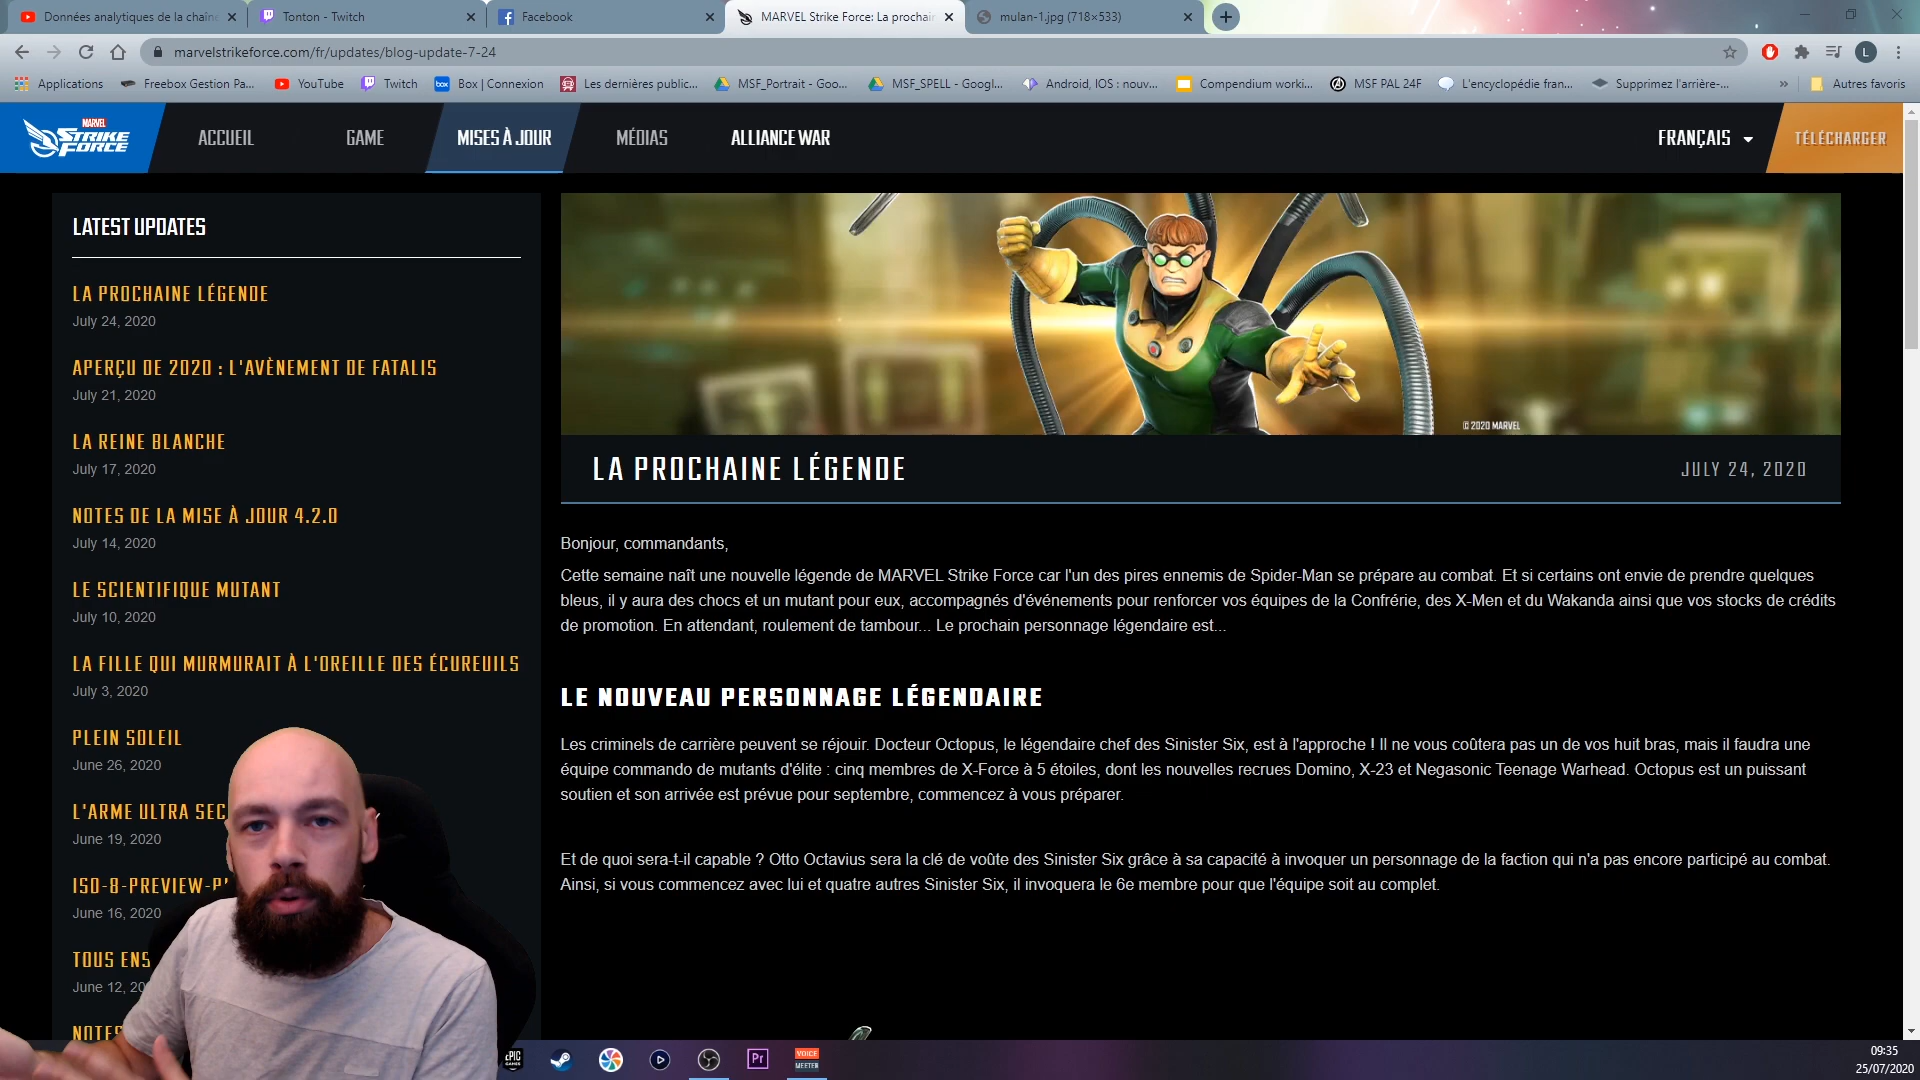 Données analytiques de la chaîne
Tonton - Twitch
Facebook
MARVEL Strike Force: La prochain
mulan-1.jpg (718×533)
marvelstrikeforce.com/fr/updates/blog-update-7-24
L
Applications
Freebox Gestion Pa...
YouTube
Twitch
box
Box | Connexion
Les dernières public...
MSF_Portrait - Goo...
MSF_SPELL - Googl...
Android, IOS : nouv...
Compendium worki...
MSF PAL 24F
L'encyclopédie fran...
Supprimez l'arrière-...
»
Autres favoris
MARVEL
STRIKE
FORCE
ACCUEIL
GAME
MISES À JOUR
MÉDIAS
ALLIANCE WAR
FRANÇAIS
TÉLÉCHARGER
LATEST UPDATES
LA PROCHAINE LÉGENDE
July 24, 2020
APERÇU DE 2020 : L'AVÈNEMENT DE FATALIS
July 21, 2020
LA REINE BLANCHE
July 17, 2020
NOTES DE LA MISE À JOUR 4.2.0
July 14, 2020
LE SCIENTIFIQUE MUTANT
July 10, 2020
LA FILLE QUI MURMURAIT À L'OREILLE DES ÉCUREUILS
July 3, 2020
PLEIN SOLEIL
June 26, 2020
L'ARME ULTRA SEC
June 19, 2020
ISO-8-PREVIEW-P
June 16, 2020
TOUS ENS
June 12, 20
NOTES
© 2020 MARVEL
LA PROCHAINE LÉGENDE
JULY 24, 2020
Bonjour, commandants,
Cette semaine naît une nouvelle légende de MARVEL Strike Force car l'un des pires ennemis de Spider-Man se prépare au combat. Et si certains ont envie de prendre quelques
bleus, il y aura des chocs et un mutant pour eux, accompagnés d'événements pour renforcer vos équipes de la Confrérie, des X-Men et du Wakanda ainsi que vos stocks de crédits
de promotion. En attendant, roulement de tambour... Le prochain personnage légendaire est...
LE NOUVEAU PERSONNAGE LÉGENDAIRE
Les criminels de carrière peuvent se réjouir. Docteur Octopus, le légendaire chef des Sinister Six, est à l'approche ! Il ne vous coûtera pas un de vos huit bras, mais il faudra une
équipe commando de mutants d'élite : cinq membres de X-Force à 5 étoiles, dont les nouvelles recrues Domino, X-23 et Negasonic Teenage Warhead. Octopus est un puissant
soutien et son arrivée est prévue pour septembre, commencez à vous préparer.
Et de quoi sera-t-il capable ? Otto Octavius sera la clé de voûte des Sinister Six grâce à sa capacité à invoquer un personnage de la faction qui n'a pas encore participé au combat.
Ainsi, si vous commencez avec lui et quatre autres Sinister Six, il invoquera le 6e membre pour que l'équipe soit au complet.
EPIC
GAMES
Pr
VOICE
MEETER
09:35
25/07/2020